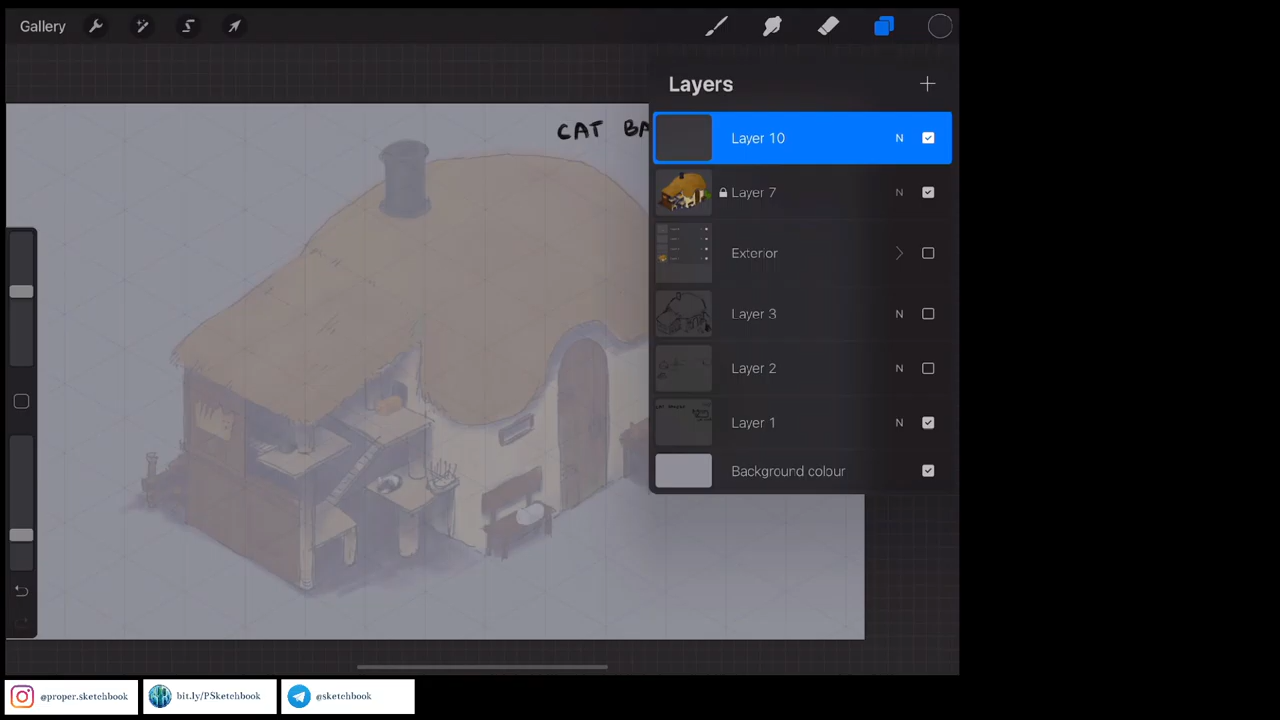 Gallery
Layers
CAT BA
Layer 10
N
Layer 7
N
Exterior
Layer 3
N
Layer 2
N
Layer 1
N
Background colour
@proper.sketchbook
bit.ly/PSketchbook
@sketchbook